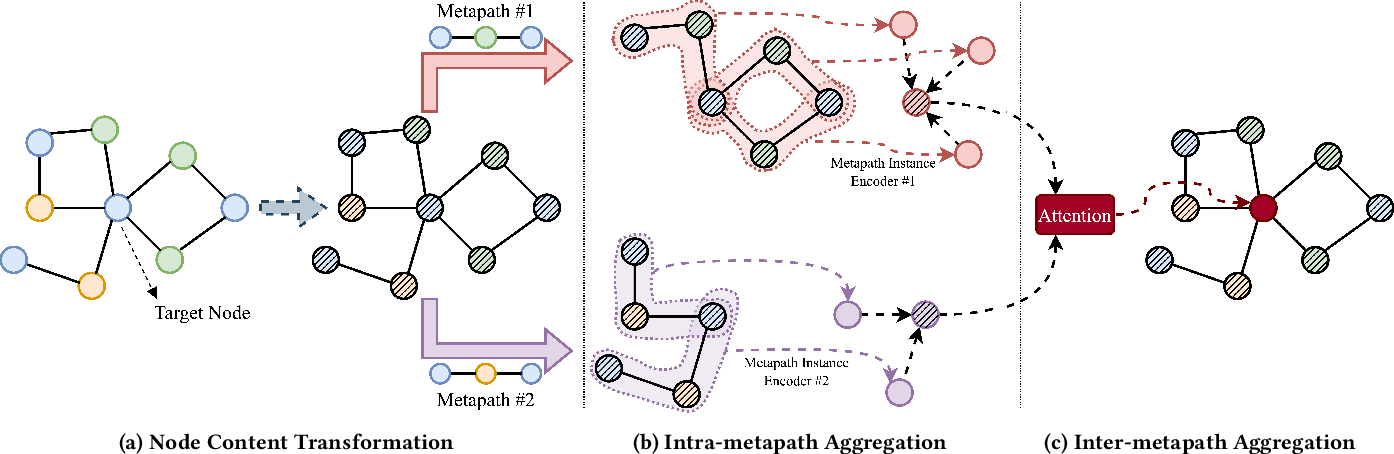 Metapath #1
Target Node
Metapath #2
Metapath Instance
Encoder #1
Metapath Instance
Encoder #2
Attention
(a) Node Content Transformation
(b) Intra-metapath Aggregation
(c) Inter-metapath Aggregation